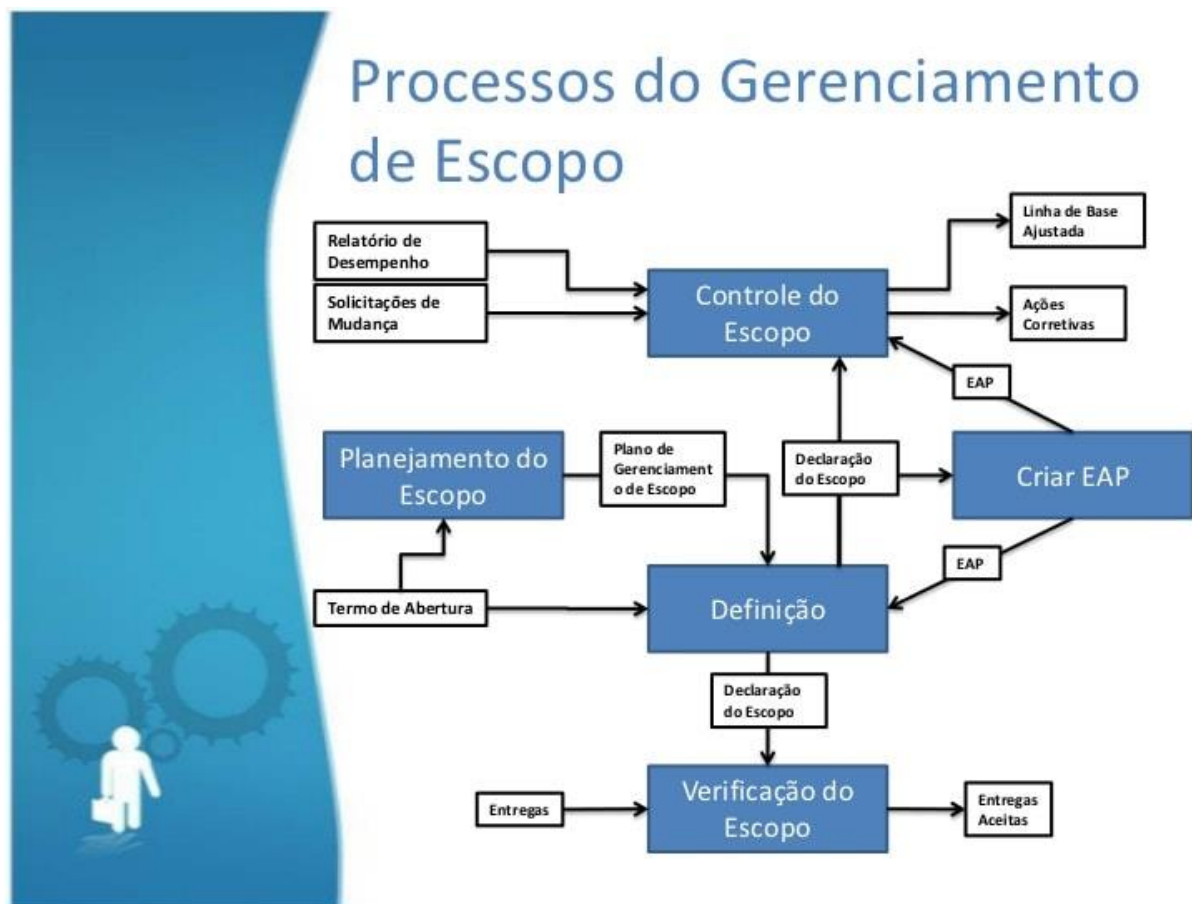 Processos do Gerenciamento
de Escopo
Relatório de
Desempenho
Solicitações de
Mudança
Controle do
Escopo
Linha de Base
Ajustada
Ações
Corretivas
EAP
Planejamento do
Escopo
Plano de
Gerenciament
o de Escopo
Declaração
do Escopo
Criar EAP
EAP
Termo de Abertura
Definição
Declaração
do Escopo
Entregas
Verificação do
Escopo
Entregas
Aceitas